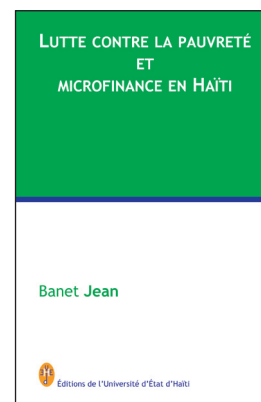 LUTTE CONTRE LA PAUVRETÉ
ET
MICROFINANCE EN HAÏTI
Banet Jean
Éditions de l'Université d'État d'Haïti